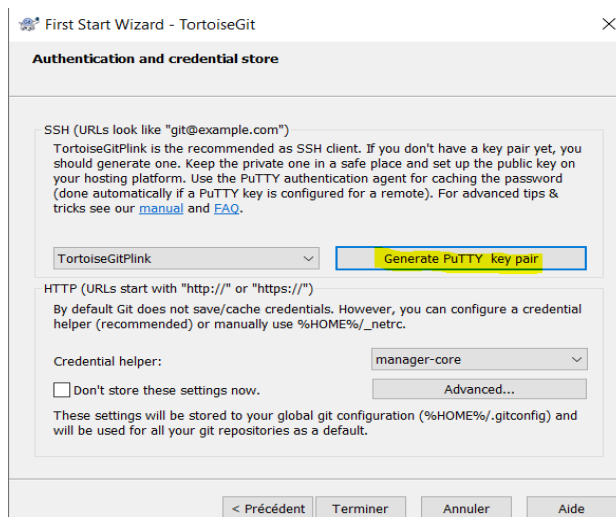 First Start Wizard - TortoiseGit
Authentication and credential store
SSH (URLs look like "git@example.com")
TortoiseGitPlink is the recommended as SSH client. If you don't have a key pair yet, you
should generate one. Keep the private one in a safe place and set up the public key on
your hosting platform. Use the PuTTY authentication agent for caching the password
(done automatically if a PuTTY key is configured for a remote). For advanced tips &
tricks see our manual and FAQ.
TortoiseGitPlink
Generate PuTTY key pair
HTTP (URLs start with "http://" or "https://")
By default Git does not save/cache credentials. However, you can configure a credential
helper (recommended) or manually use %HOME%/_netrc.
Credential helper:
manager-core
Don't store these settings now.
Advanced...
These settings will be stored to your global git configuration (%HOME%/.gitconfig) and
will be used for all your git repositories as a default.
< Précédent
Terminer
Annuler
Aide